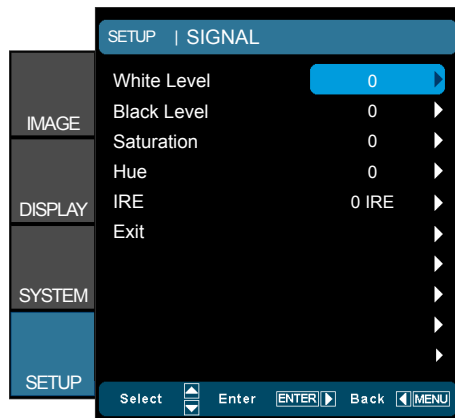 SETUP | SIGNAL
White Level 0
Black Level 0
Saturation 0
Hue 0
IRE 0 IRE
Exit
IMAGE
DISPLAY
SYSTEM
SETUP
Select Enter ENTER Back MENU